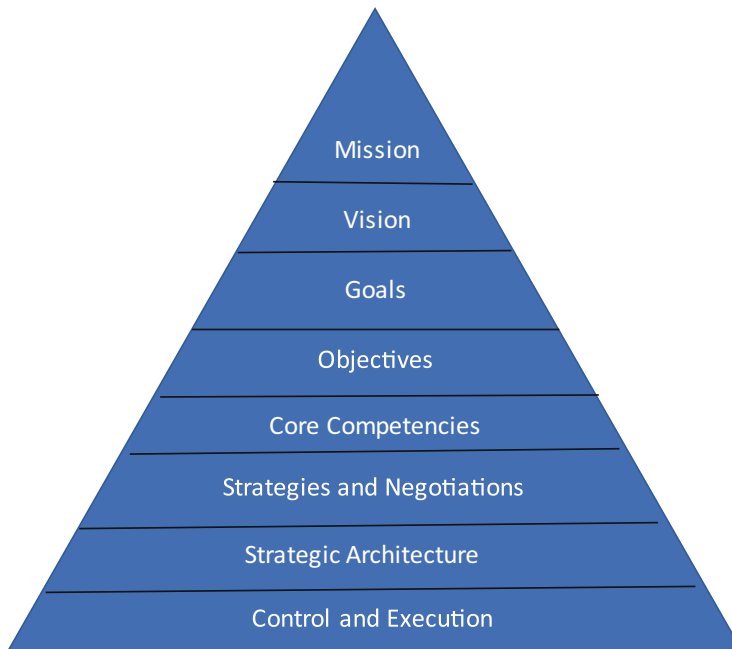 Mission
Vision
Goals
Objectives
Core Competencies
Strategies and Negotiations
Strategic Architecture
Control and Execution